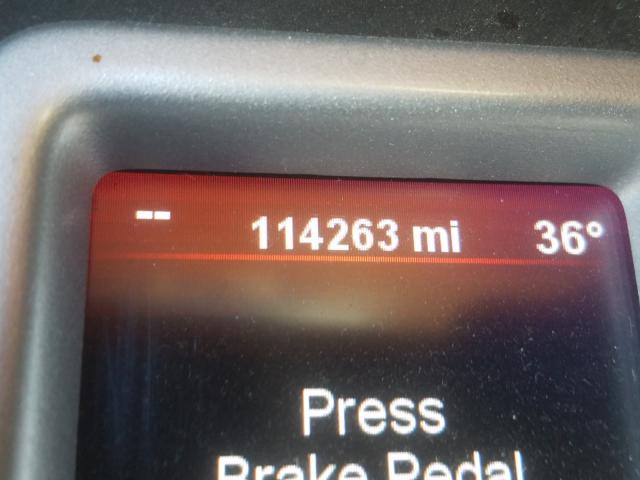 -- 114263 mi 36°
Press
Brake Pedal